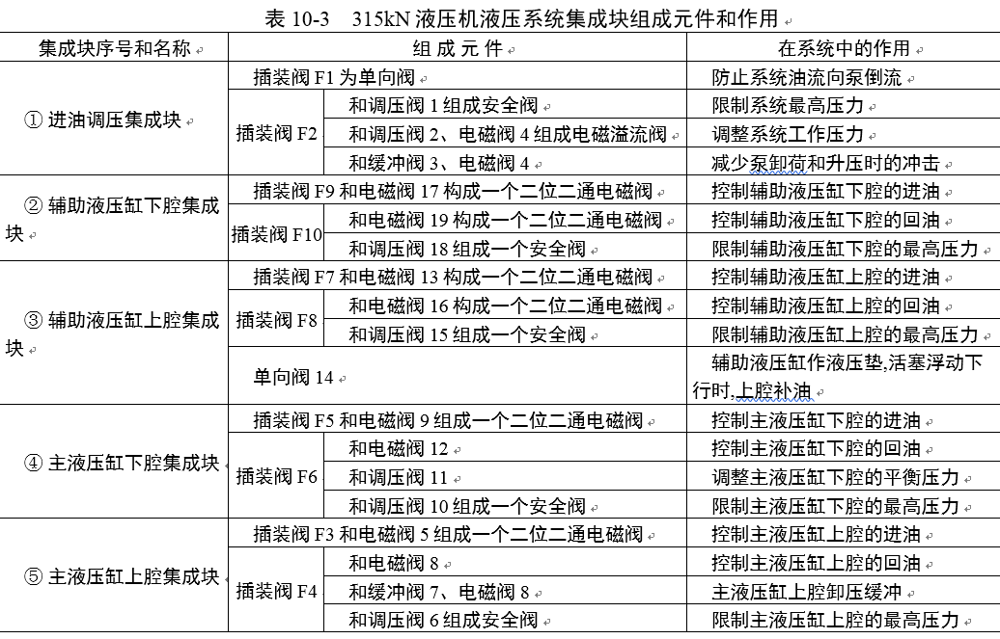 表 10-3 315kN 液压机液压系统集成块组成元件和作用
集成块序号和名称 组 成 元 件 在系统中的作用
① 进油调压集成块
插装阀 F1 为单向阀 防止系统油流向泵倒流
插装阀 F2
和调压阀 1 组成安全阀 限制系统最高压力
和调压阀 2、电磁阀 4 组成电磁溢流阀 调整系统工作压力
和缓冲阀 3、电磁阀 4 减少泵卸荷和升压时的冲击
② 辅助液压缸下腔集成
块
插装阀 F9 和电磁阀 17 构成一个二位二通电磁阀 控制辅助液压缸下腔的进油
插装阀 F10
和电磁阀 19 构成一个二位二通电磁阀 控制辅助液压缸下腔的回油
和调压阀 18 组成一个安全阀 限制辅助液压缸下腔的最高压力
③ 辅助液压缸上腔集成
块
插装阀 F7 和电磁阀 13 构成一个二位二通电磁阀 控制辅助液压缸上腔的进油
插装阀 F8
和电磁阀 16 构成一个二位二通电磁阀 控制辅助液压缸上腔的回油
和调压阀 15 组成一个安全阀 限制辅助液压缸上腔的最高压力
单向阀 14
辅助液压缸作液压垫,活塞浮动下
行时,上腔补油
④ 主液压缸下腔集成块
插装阀 F5 和电磁阀 9 组成一个二位二通电磁阀 控制主液压缸下腔的进油
插装阀 F6
和电磁阀 12 控制主液压缸下腔的回油
和调压阀 11 调整主液压缸下腔的平衡压力
和调压阀 10 组成一个安全阀 限制主液压缸下腔的最高压力
⑤ 主液压缸上腔集成块
插装阀 F3 和电磁阀 5 组成一个二位二通电磁阀 控制主液压缸上腔的进油
插装阀 F4
和电磁阀 8 控制主液压缸上腔的回油
和缓冲阀 7、电磁阀 8 主液压缸上腔卸压缓冲
和调压阀 6 组成安全阀 限制主液压缸上腔的最高压力